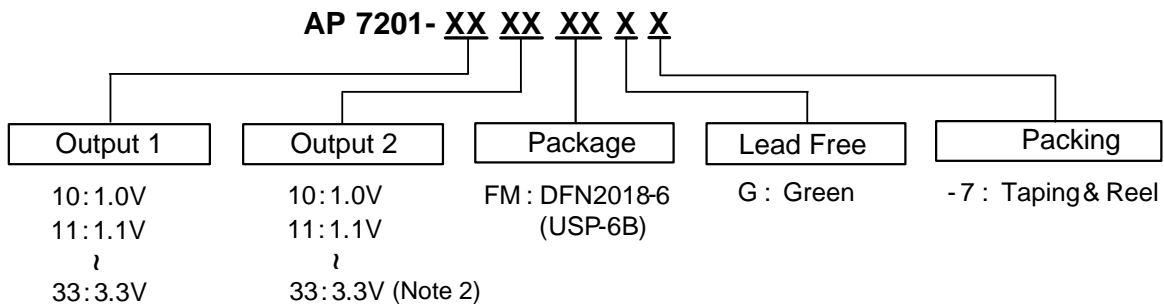 AP 7201- XX XX XX X X
Output 1 Output 2 Package Lead Free Packing
10:1.0V 10:1.0V FM : DFN2018-6 G : Green -7 : Taping & Reel
11:1.1V 11:1.1V (USP-6B)
~ ~
33:3.3V 33:3.3V (Note 2)